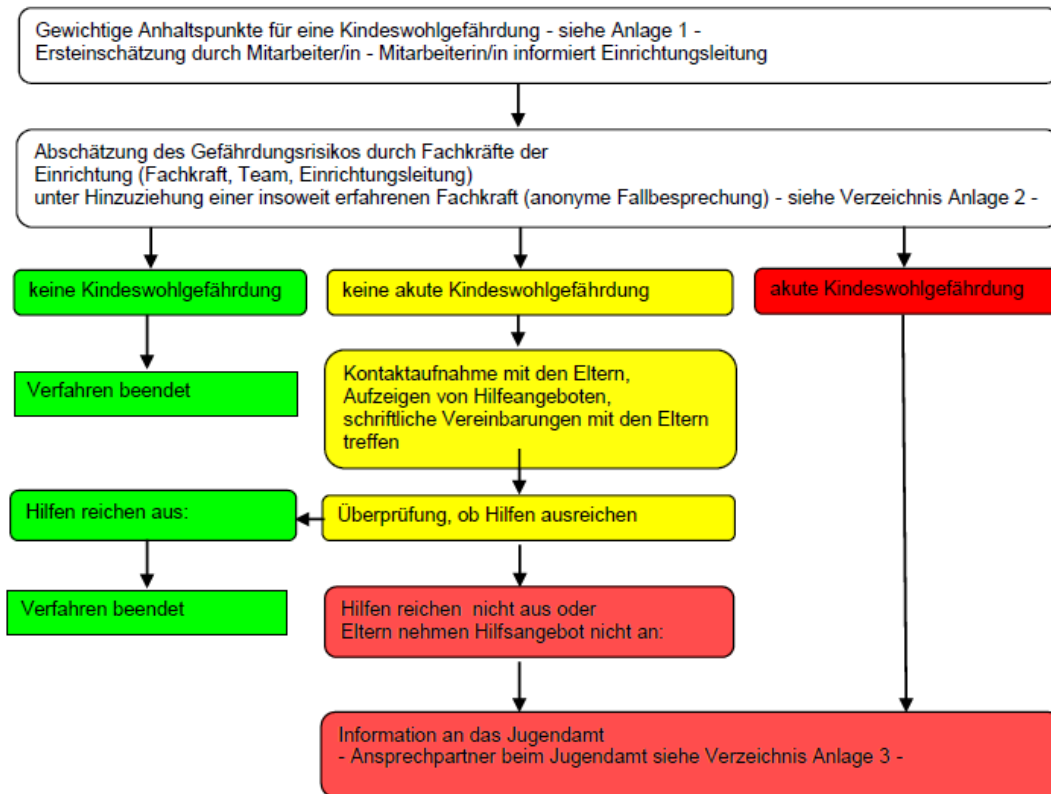 Gewichtige Anhaltspunkte für eine Kindeswohlgefährdung - siehe Anlage 1 -
Ersteinschätzung durch Mitarbeiter/in - Mitarbeiterin/in informiert Einrichtungsleitung
Abschätzung des Gefährdungsrisikos durch Fachkräfte der
Einrichtung (Fachkraft, Team, Einrichtungsleitung)
unter Hinzuziehung einer insoweit erfahrenen Fachkraft (anonyme Fallbesprechung) - siehe Verzeichnis Anlage 2 -
keine Kindeswohlgefährdung
keine akute Kindeswohlgefährdung
akute Kindeswohlgefährdung
Verfahren beendet
Kontaktaufnahme mit den Eltern,
Aufzeigen von Hilfeangeboten,
schriftliche Vereinbarungen mit den Eltern
treffen
Hilfen reichen aus:
Überprüfung, ob Hilfen ausreichen
Verfahren beendet
Hilfen reichen nicht aus oder
Eltern nehmen Hilfsangebot nicht an:
Information an das Jugendamt
- Ansprechpartner beim Jugendamt siehe Verzeichnis Anlage 3 -